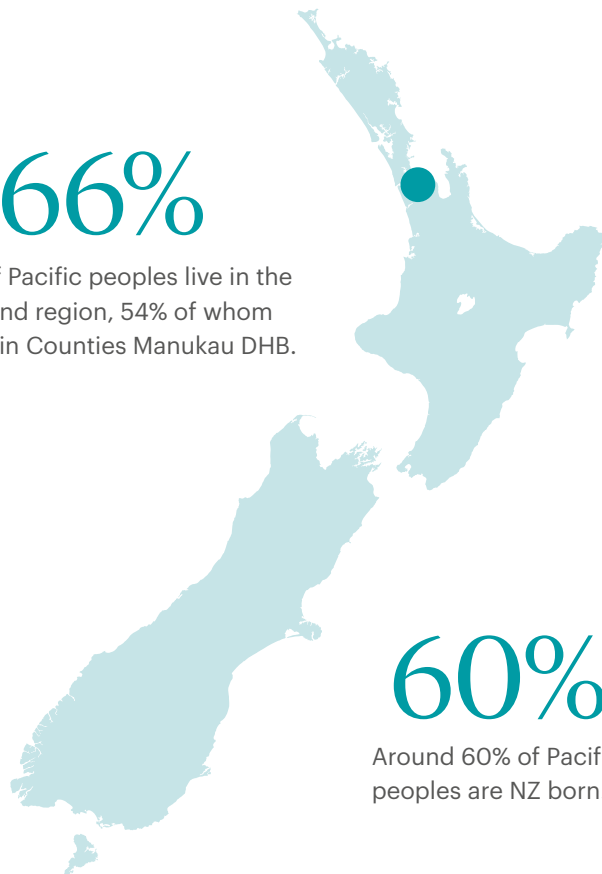 66%
Pacific peoples live in the
nd region, 54% of whom
in Counties Manukau DHB.
60%
Around 60% of Pacif
peoples are NZ born